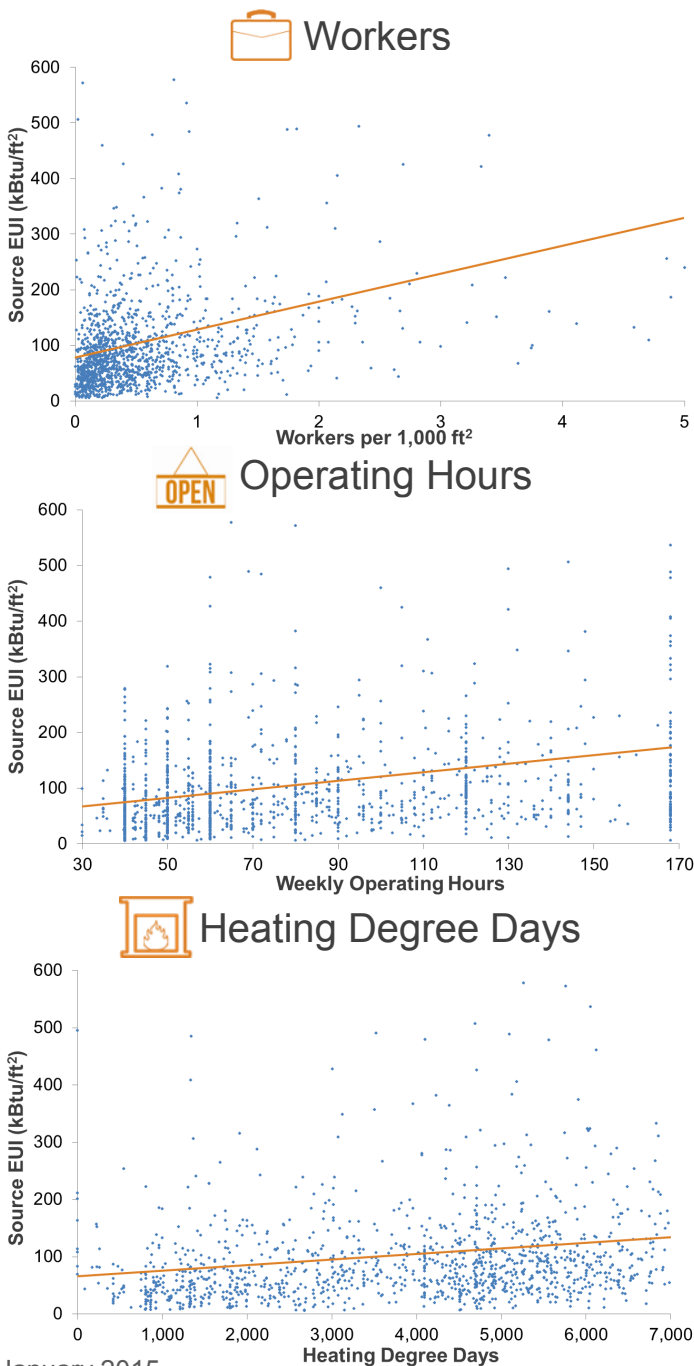 Workers
600
500
400
300
200
100
0
Source EUI (kBtu/ft²)
0 1 2 3 4 5
Workers per 1,000 ft²
OPEN
Operating Hours
600
500
400
300
200
100
0
Source EUI (kBtu/ft²)
30 50 70 90 110 130 150 170
Weekly Operating Hours
Heating Degree Days
600
500
400
300
200
100
0
Source EUI (kBtu/ft²)
0 1,000 2,000 3,000 4,000 5,000 6,000 7,000
Heating Degree Days
January 2015